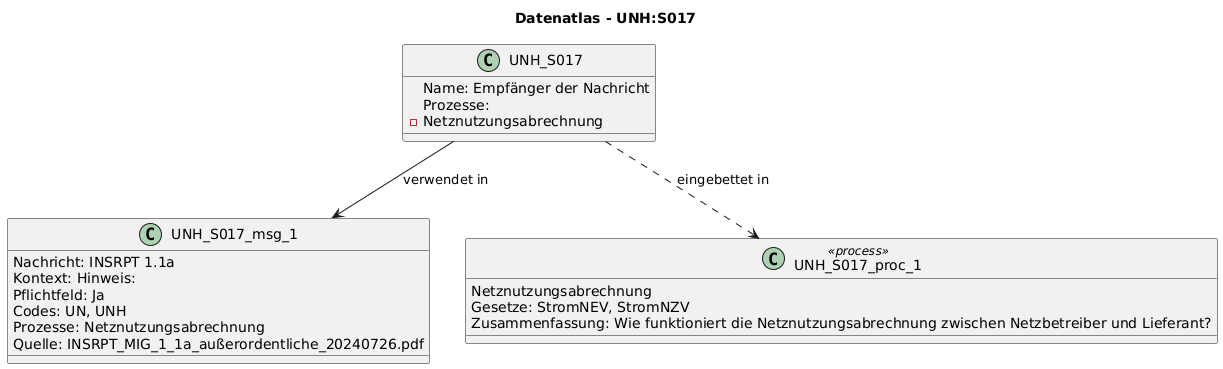 Datenatlas - UNH:S017
C UNH_S017
Name: Empfänger der Nachricht
Prozesse:
Netznutzungsabrechnung
verwendet in
eingebettet in
C UNH_S017_msg_1
Nachricht: INSRPT 1.1a
Kontext: Hinweis:
Pflichtfeld: Ja
Codes: UN, UNH
Prozesse: Netznutzungsabrechnung
Quelle: INSRPT_MIG_1_1a_außerordentliche_20240726.pdf
«process»
C UNH_S017_proc_1
Netznutzungsabrechnung
Gesetze: StromNEV, StromNZV
Zusammenfassung: Wie funktioniert die Netznutzungsabrechnung zwischen Netzbetreiber und Lieferant?